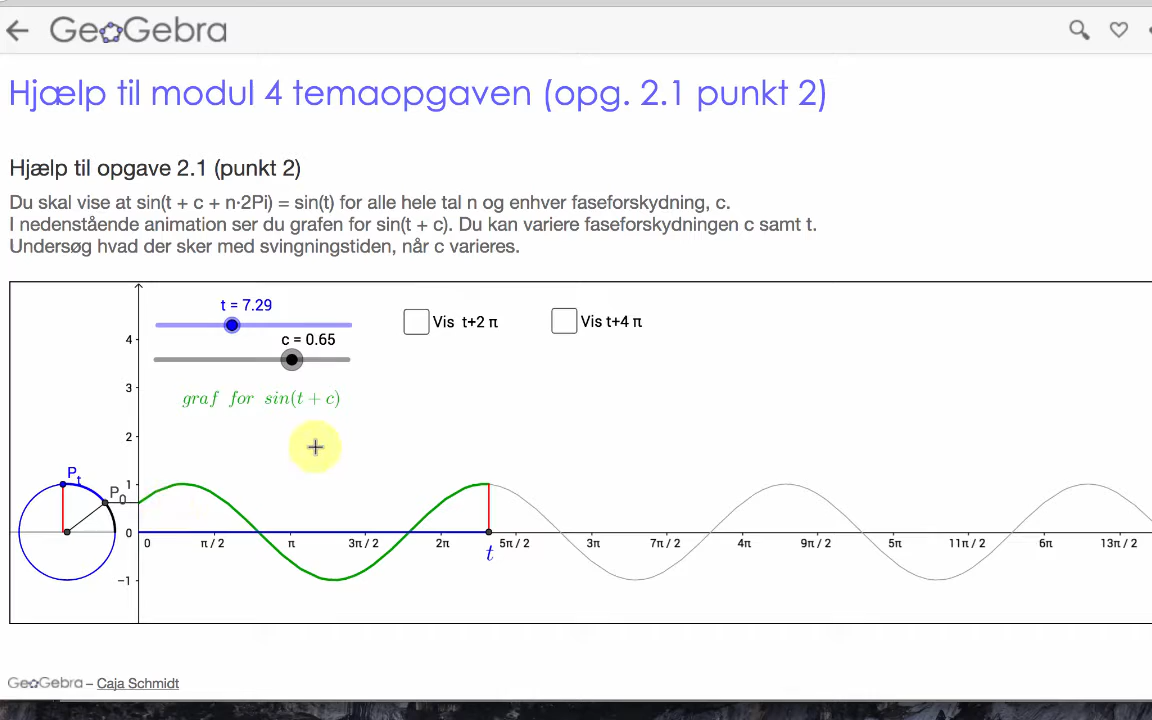 GeoGebra
Hjælp til modul 4 temaopgaven (opg. 2.1 punkt 2)
Hjælp til opgave 2.1 (punkt 2)
Du skal vise at sin(t + c + n·2Pi) = sin(t) for alle hele tal n og enhver faseforskydning, c.
I nedenstående animation ser du grafen for sin(t + c). Du kan variere faseforskydningen c samt t.
Undersøg hvad der sker med svingningstiden, når c varieres.
t = 7.29
Vis t+2 π
Vis t+4 π
c = 0.65
graf for sin(t + c)
4
3
2
1
0
−1
Pt
P0
0 π / 2 π 3π / 2 2π 5π / 2 3π 7π / 2 4π 9π / 2 5π 11π / 2 6π 13π / 2
t
GeoGebra – Caja Schmidt